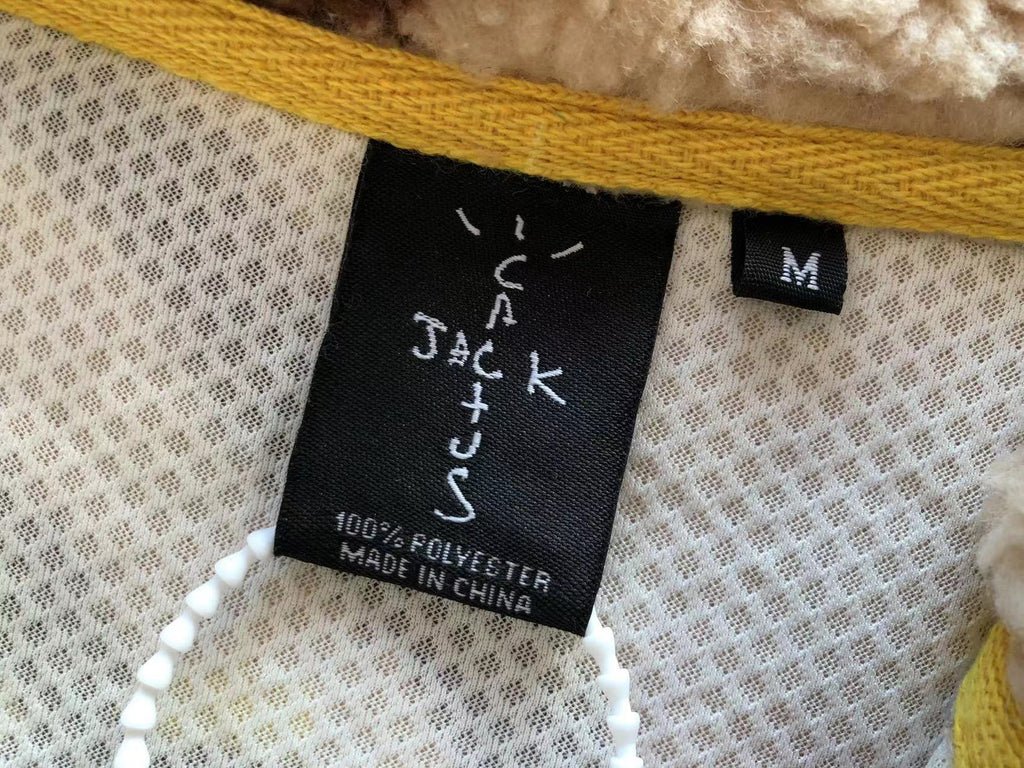 CACTUS
JACK
100% POLYESTER
MADE IN CHINA
M